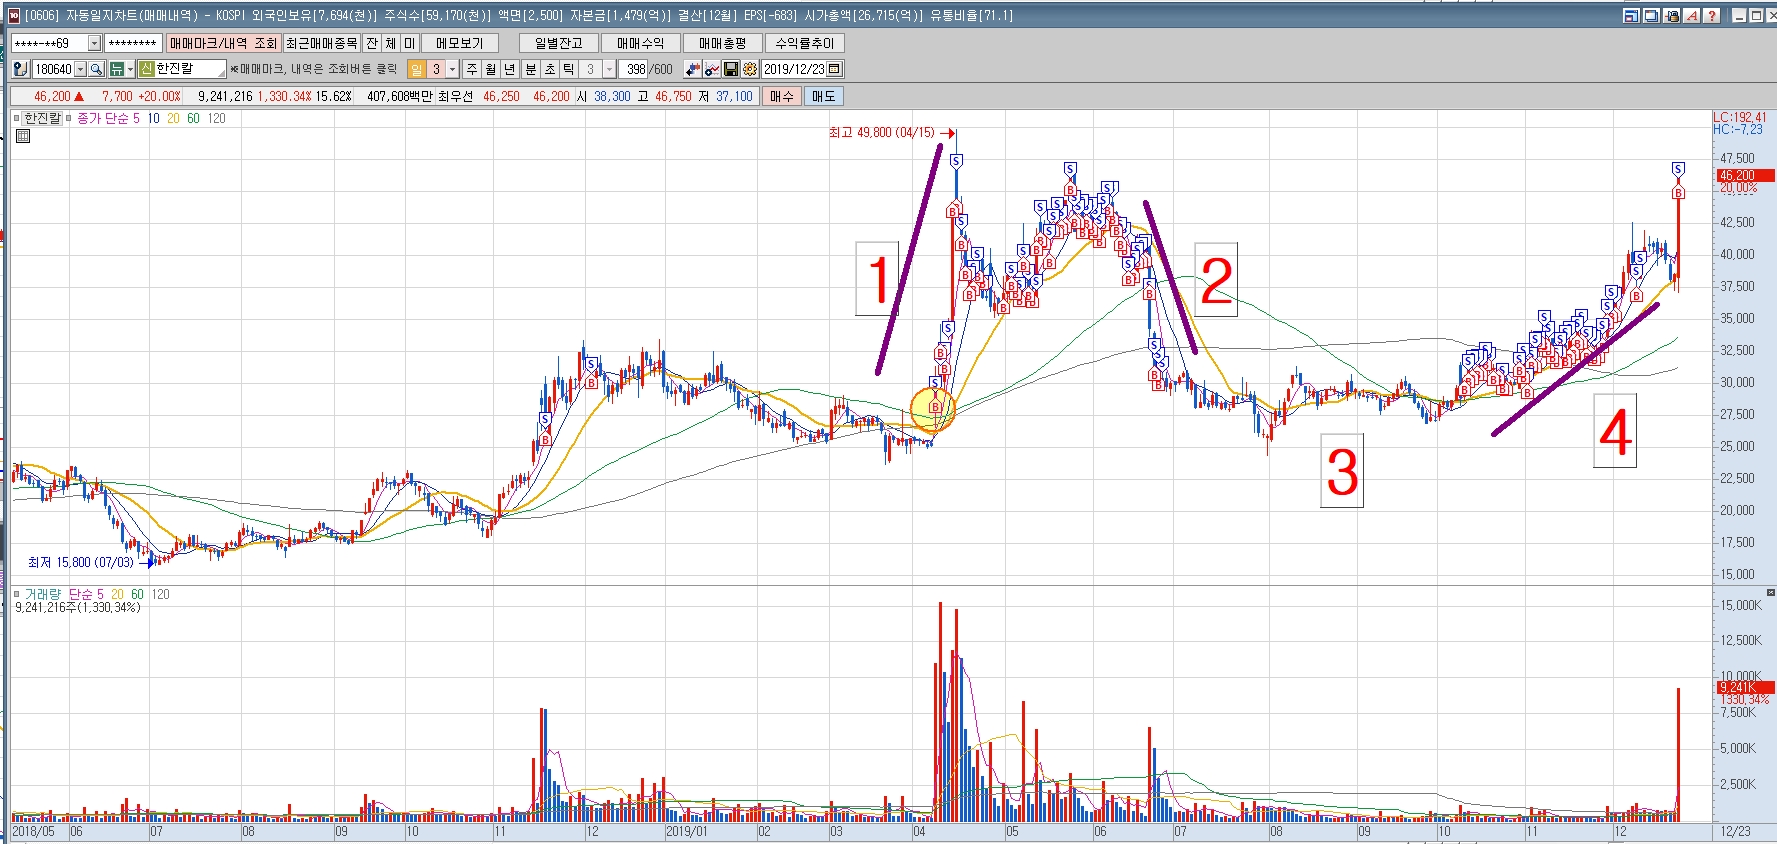 [0606] 자동일지차트(매매내역) - KOSPI 외국인보유[7,694(천)] 주식수[59,170(천)] 액면[2,500] 자본금[1,479(억)] 결산[12월] EPS[-683] 시가총액[26,715(억)] 유통비율[71.1]
****-**69 ******** 매매마크/내역 조회 최근매매종목 잔 체 미 메모보기 일별잔고 매매수익 매매총평 수익률추이
180640 뉴 신 한진칼 ※매매마크, 내역은 조회버튼 클릭 일 3 주 월 년 분 초 틱 3 398 /600 2019/12/23
46,200 ▲ 7,700 +20.00% 9,241,216 1,330.34% 15.62% 407,608백만 최우선 46,250 46,200 시 38,300 고 46,750 저 37,100 매수 매도
한진칼 종가 단순 5 10 20 60 120
LC:192.41
HC:-7.23
최고 49,800 (04/15)
47,500
46,200
20.00%
42,500
40,000
37,500
35,000
32,500
30,000
27,500
25,000
22,500
20,000
17,500
15,000
1
2
3
4
최저 15,800 (07/03)
거래량 단순 5 20 60 120
9,241,216주(1,330.34%)
15,000K
12,500K
10,000K
9,241K
1330.34%
7,500K
5,000K
2,500K
2018/05 06 07 08 09 10 11 12 2019/01 02 03 04 05 06 07 08 09 10 11 12 12/23